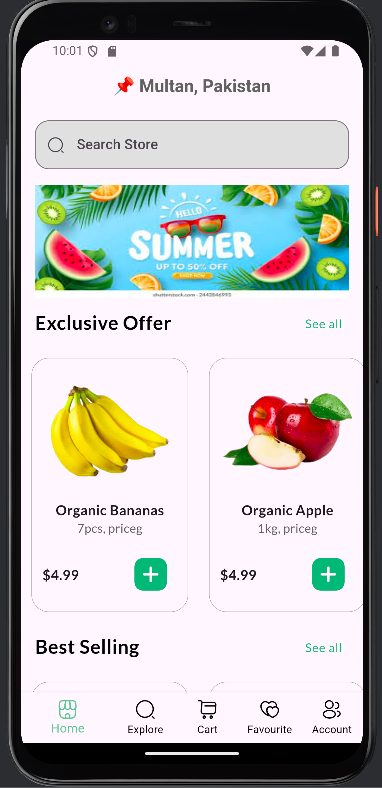 10:01
Multan, Pakistan
Search Store
HELLO
SUMMER
UP TO 50% OFF
SHOP NOW
shutterstock.com · 2442846993
Exclusive Offer
See all
Organic Bananas
7pcs, priceg
$4.99
Organic Apple
1kg, priceg
$4.99
Best Selling
See all
Home
Explore
Cart
Favourite
Account